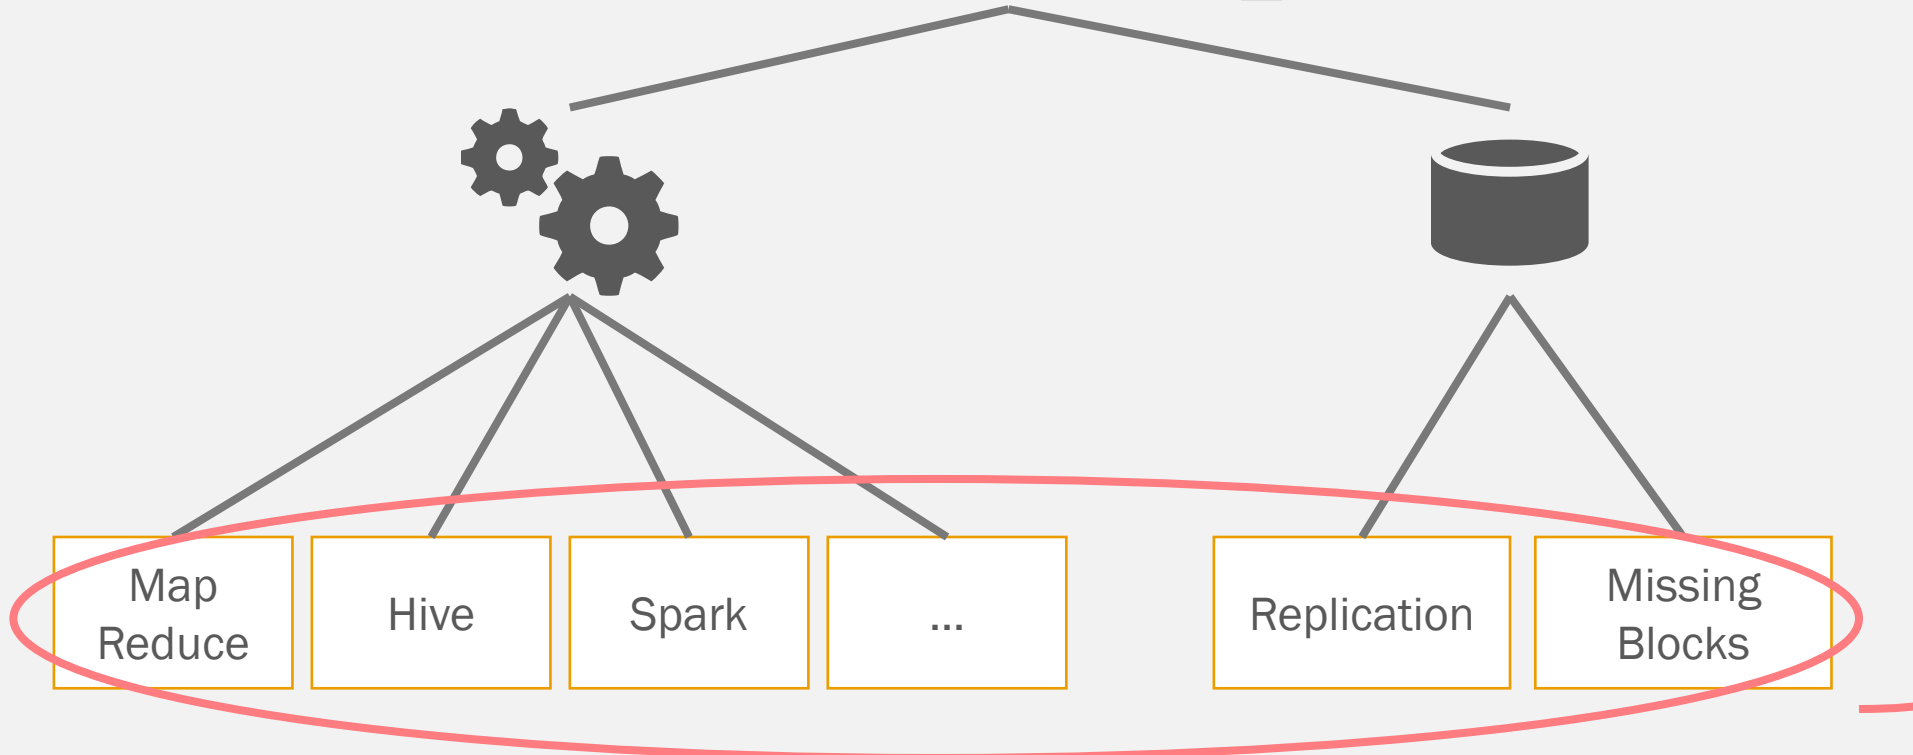 Map
Reduce
Hive
Spark
...
Replication
Missing
Blocks